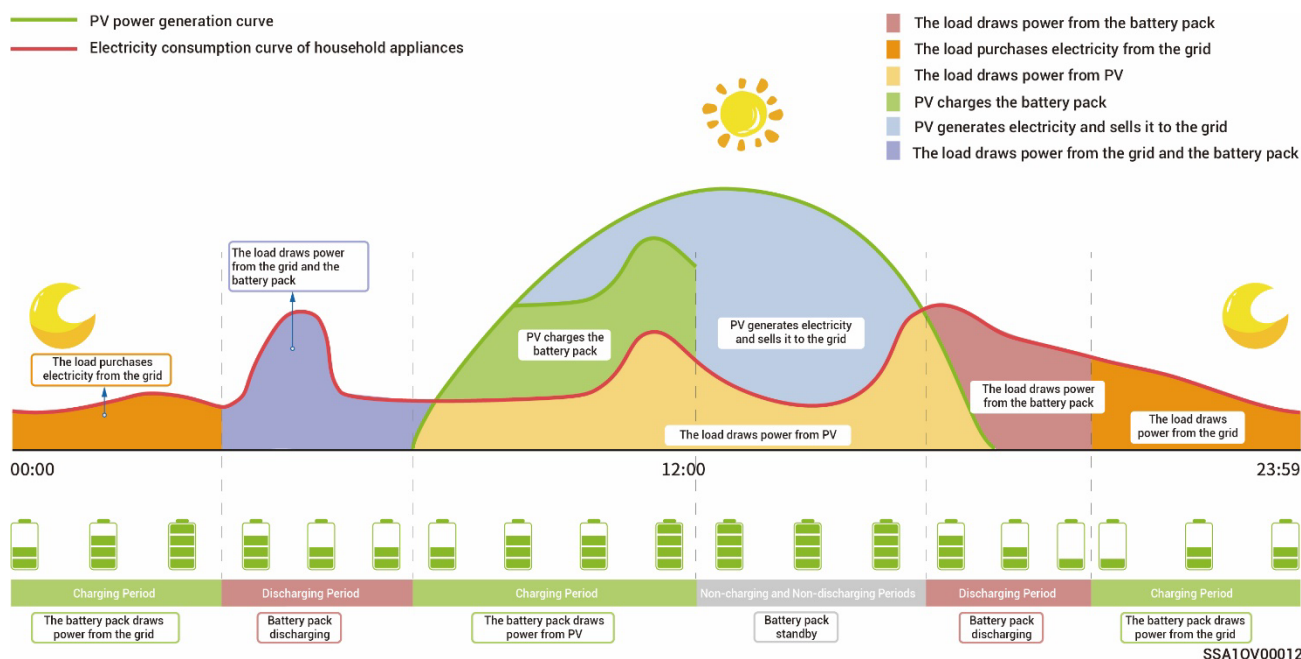 PV power generation curve
Electricity consumption curve of household appliances
The load draws power from the battery pack
The load purchases electricity from the grid
The load draws power from PV
PV charges the battery pack
PV generates electricity and sells it to the grid
The load draws power from the grid and the battery pack
The load draws power
from the grid and the
battery pack
The load purchases
electricity from the grid
PV charges the
battery pack
PV generates electricity
and sells it to the grid
The load draws power from PV
The load draws power
from the battery pack
The load draws
power from the grid
00:00
12:00
23:59
Charging Period
Discharging Period
Charging Period
Non-charging and Non-discharging Periods
Discharging Period
Charging Period
The battery pack draws
power from the grid
Battery pack
discharging
The battery pack draws
power from PV
Battery pack
standby
Battery pack
discharging
The battery pack draws
power from the grid
SSA1OV00012